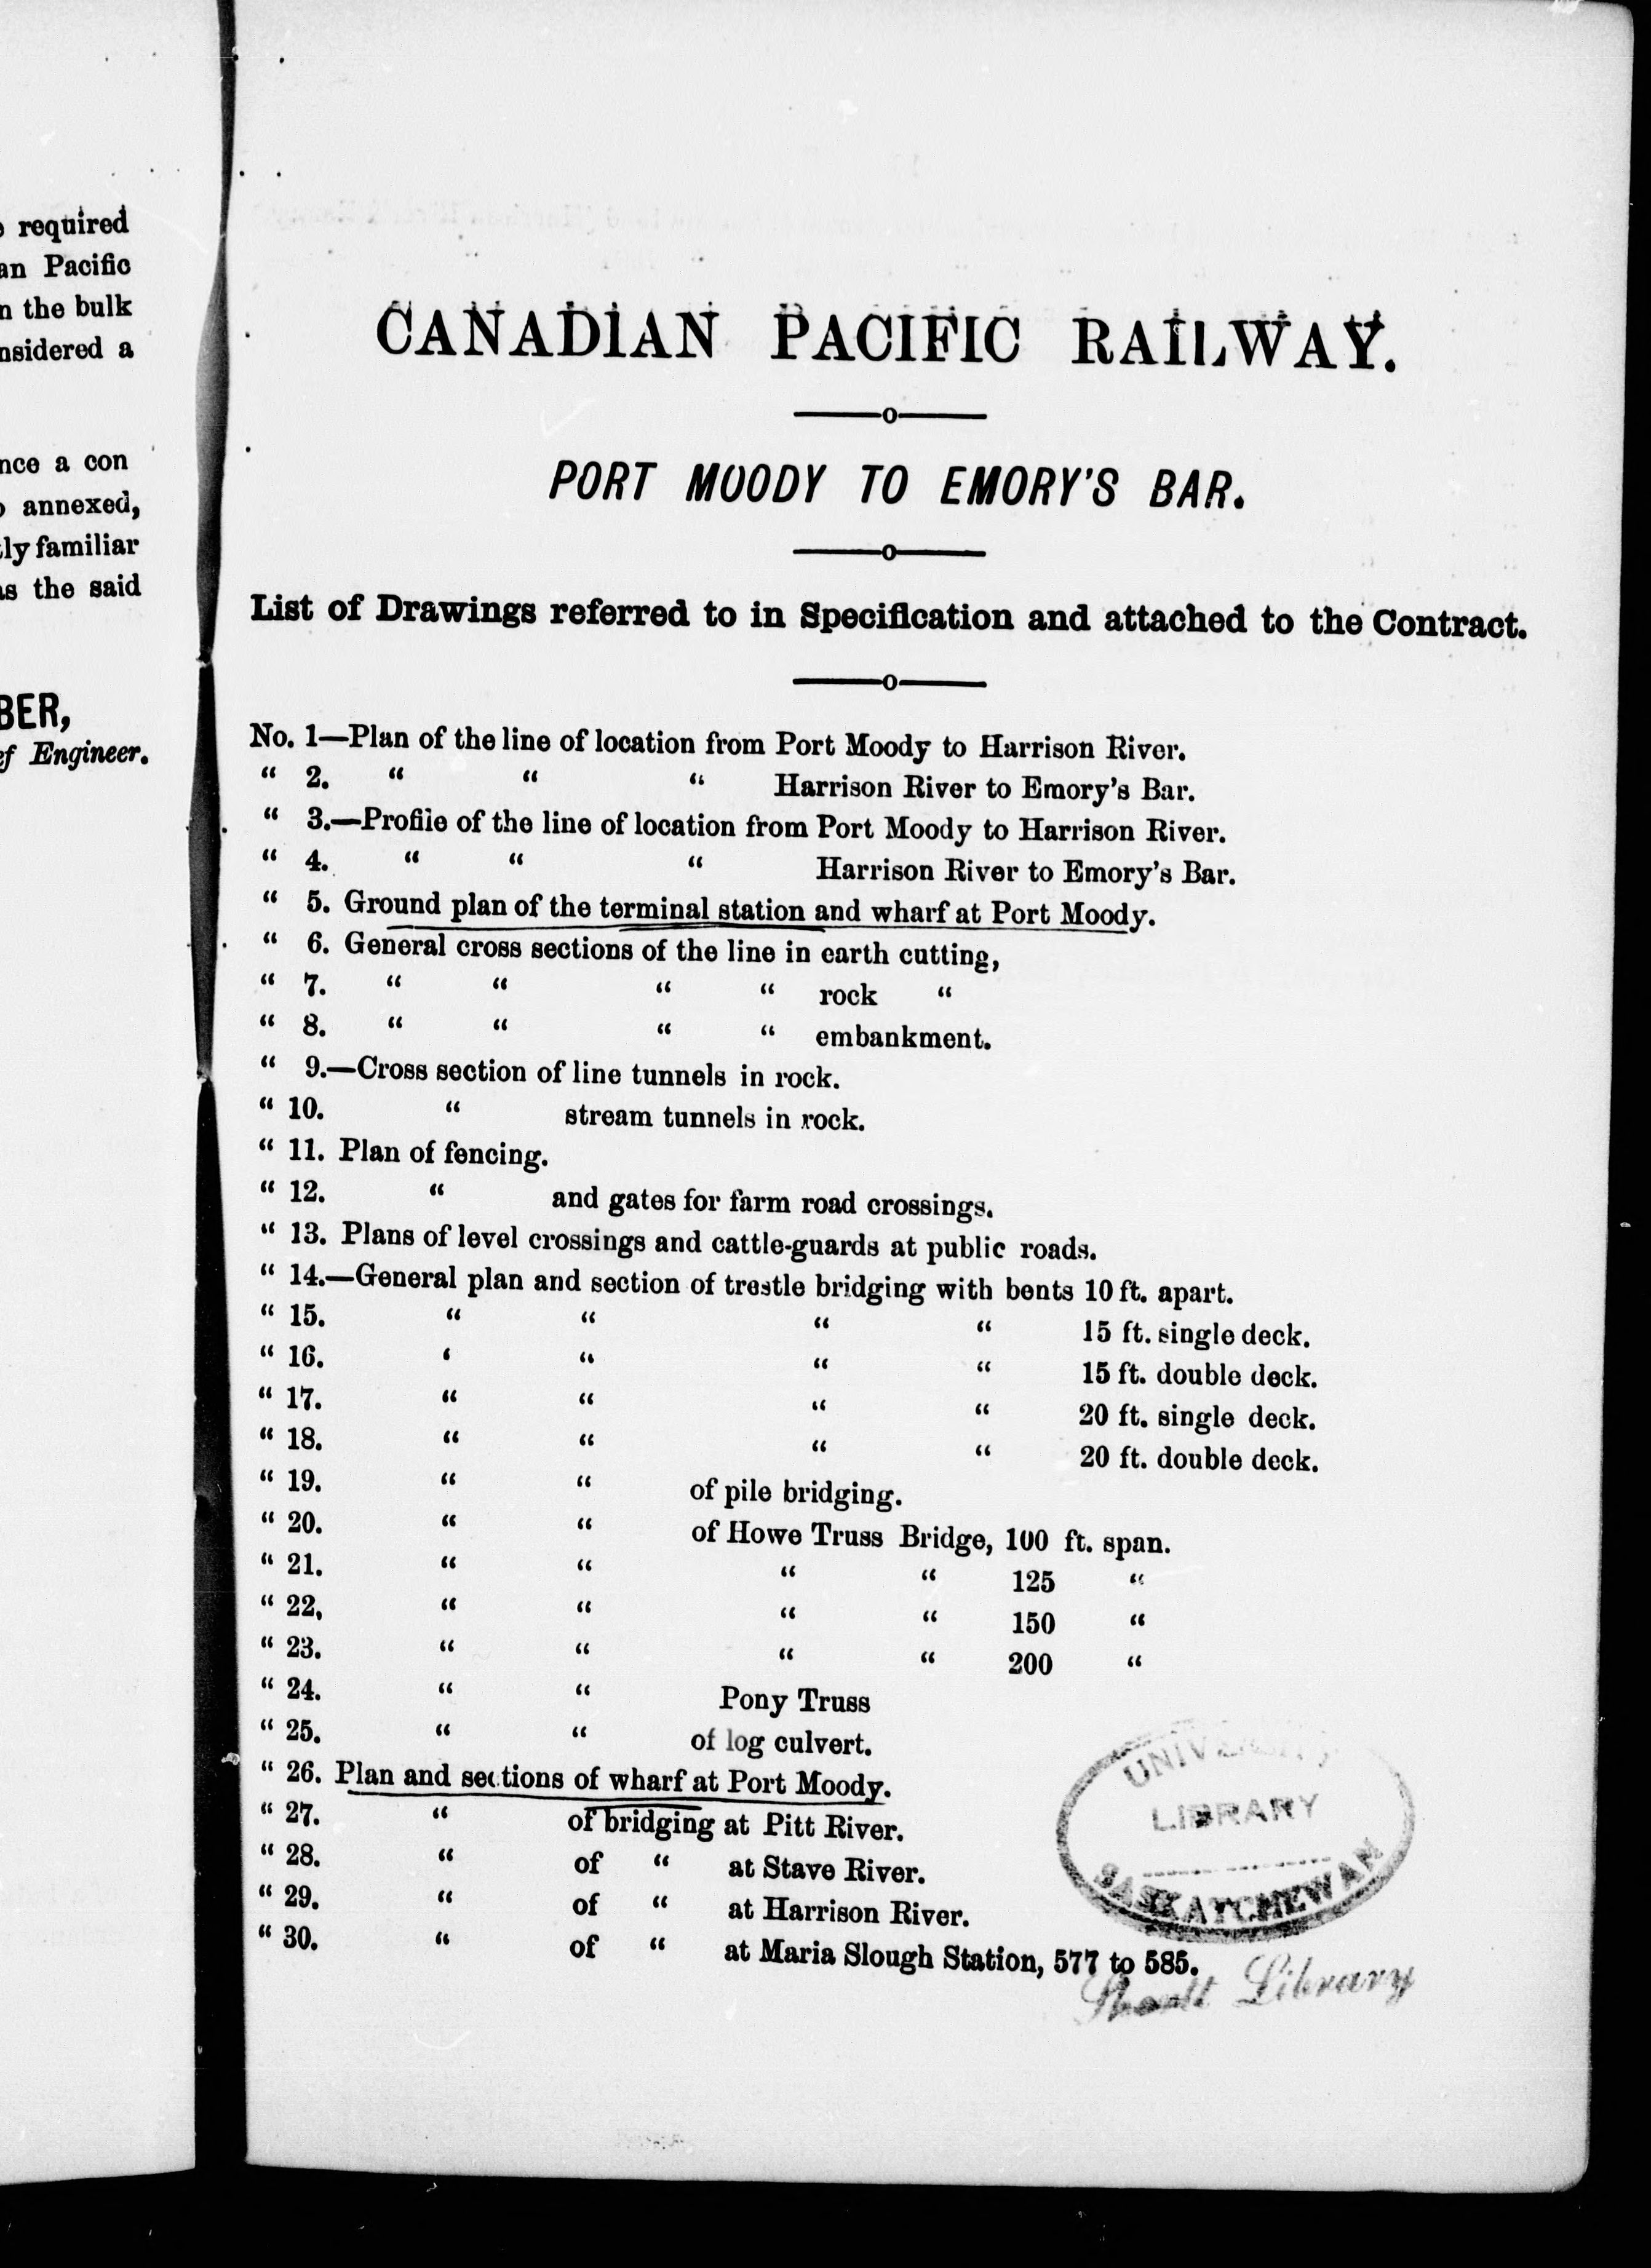 required
an Pacific
n the bulk
nsidered a
nce a con
annexed,
ly familiar
as the said
BER,
ef Engineer.
CANADIAN PACIFIC RAILWAY.
PORT MOODY TO EMORY'S BAR.
List of Drawings referred to in Specification and attached to the Contract.
No. 1—Plan of the line of location from Port Moody to Harrison River.
“ 2. “ “ “ Harrison River to Emory's Bar.
“ 3.—Profile of the line of location from Port Moody to Harrison River.
“ 4. “ “ “ Harrison River to Emory's Bar.
“ 5. Ground plan of the terminal station and wharf at Port Moody.
“ 6. General cross sections of the line in earth cutting,
“ 7. “ “ “ “ rock “
“ 8. “ “ “ “ embankment.
“ 9.—Cross section of line tunnels in rock.
“ 10. “ stream tunnels in rock.
“ 11. Plan of fencing.
“ 12. “ and gates for farm road crossings.
“ 13. Plans of level crossings and cattle-guards at public roads.
“ 14.—General plan and section of trestle bridging with bents 10 ft. apart.
“ 15. “ “ “ “ 15 ft. single deck.
“ 16. ‘ “ “ “ 15 ft. double deck.
“ 17. “ “ “ “ 20 ft. single deck.
“ 18. “ “ “ “ 20 ft. double deck.
“ 19. “ “ of pile bridging.
“ 20. “ “ of Howe Truss Bridge, 100 ft. span.
“ 21. “ “ “ “ 125 “
“ 22, “ “ “ “ 150 “
“ 23. “ “ “ “ 200 “
“ 24. “ “ Pony Truss
“ 25. “ “ of log culvert.
“ 26. Plan and sections of wharf at Port Moody.
“ 27. “ of bridging at Pitt River.
“ 28. “ of “ at Stave River.
“ 29. “ of “ at Harrison River.
“ 30. “ of “ at Maria Slough Station, 577 to 585.
UNIVERSITY
LIBRARY
SASKATCHEWAN
Shortt Library